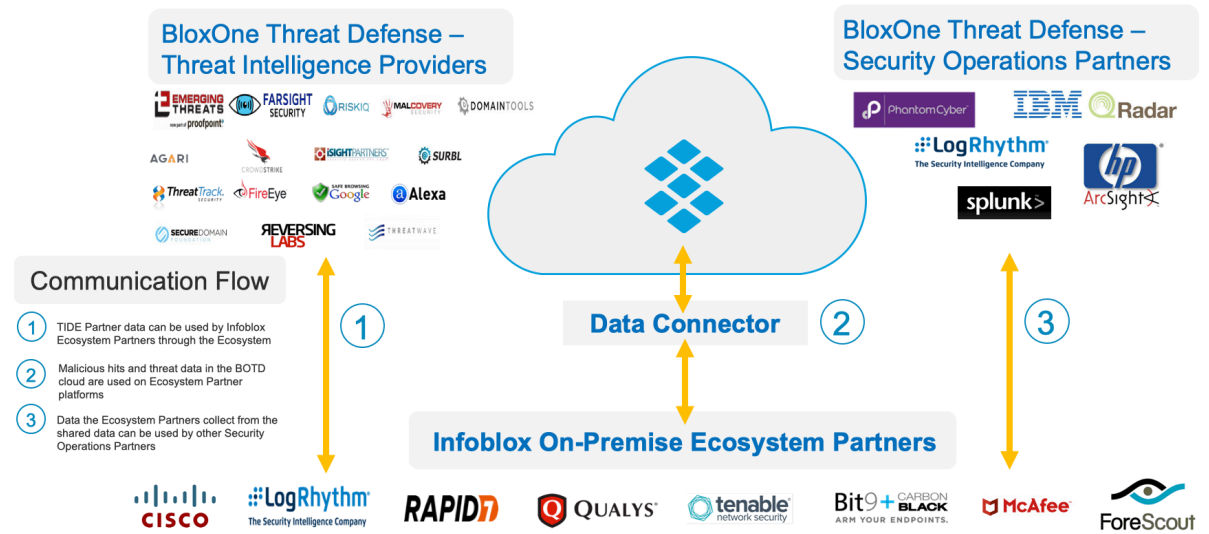 BloxOne Threat Defense –
Threat Intelligence Providers
BloxOne Threat Defense –
Security Operations Partners
EMERGING
THREATS
now part of proofpoint
FARSIGHT
SECURITY
RISKIQ
MALCOVERY
SECURITY
DOMAINTOOLS
AGARI
CROWDSTRIKE
iSIGHTPARTNERS
SURBL
ThreatTrack
SECURITY
FireEye
SAFE BROWSING
Google
a Alexa
SECUREDOMAIN
FOUNDATION
REVERSING
LABS
THREATWAVE
PhantomCyber
IBM QRadar
LogRhythm®
The Security Intelligence Company
hp
ArcSight
splunk>
Communication Flow
1 TIDE Partner data can be used by Infoblox
Ecosystem Partners through the Ecosystem
2 Malicious hits and threat data in the BOTD
cloud are used on Ecosystem Partner
platforms
3 Data the Ecosystem Partners collect from the
shared data can be used by other Security
Operations Partners
1
Data Connector
2
3
Infoblox On-Premise Ecosystem Partners
CISCO
LogRhythm®
The Security Intelligence Company
RAPID7
QUALYS®
tenable
network security
Bit9 + CARBON
BLACK
ARM YOUR ENDPOINTS.
McAfee™
ForeScout